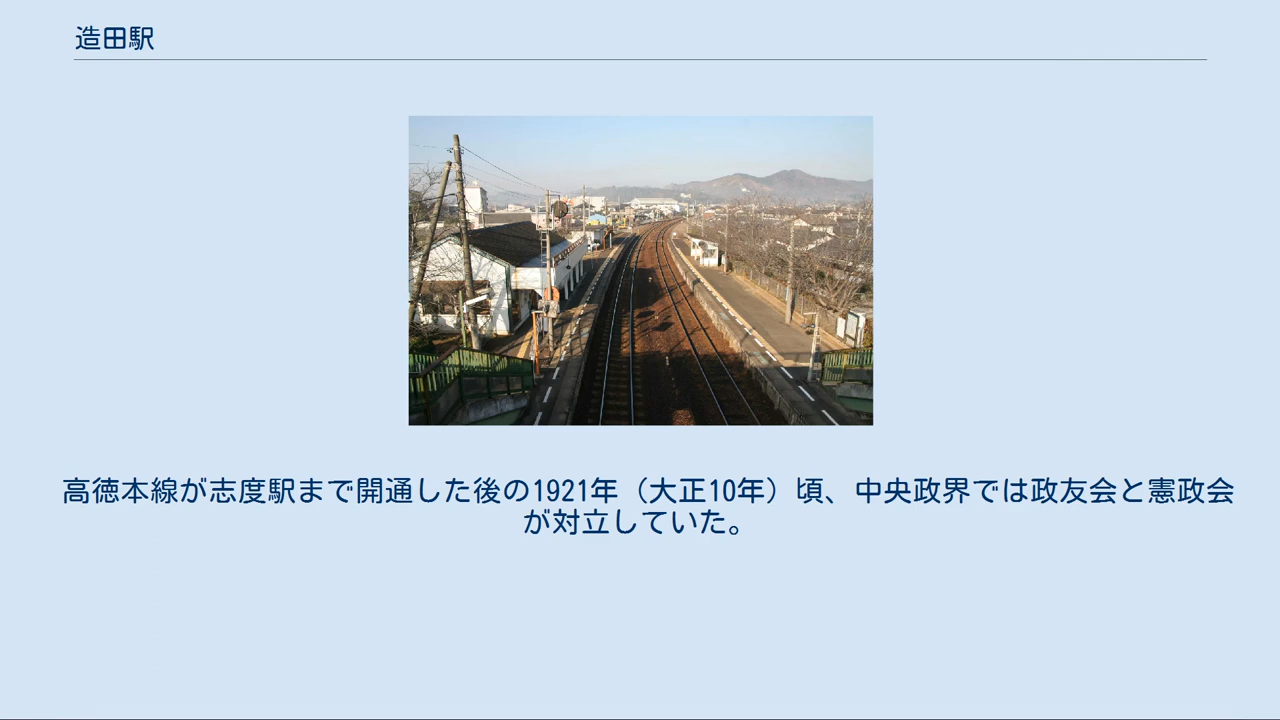 造田駅
高徳本線が志度駅まで開通した後の1921年（大正10年）頃、中央政界では政友会と憲政会
が対立していた。